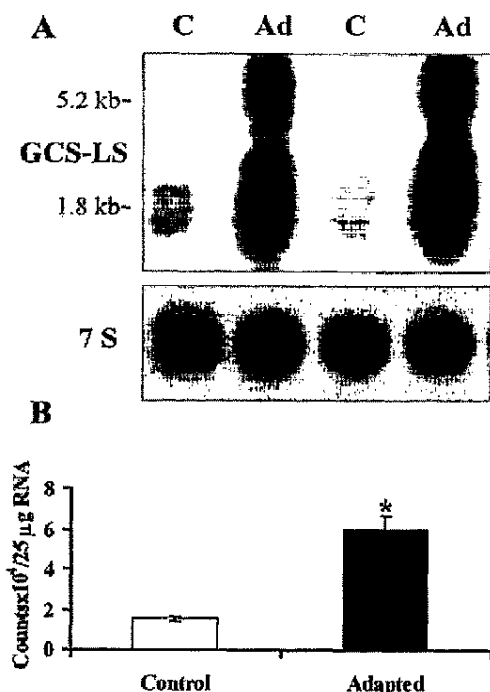 A
C Ad C Ad
5.2 kb-
GCS-LS
1.8 kb-
7 S
B
Countsx10⁴/25 µg RNA
8
6
4
2
0
*
Control Adapted